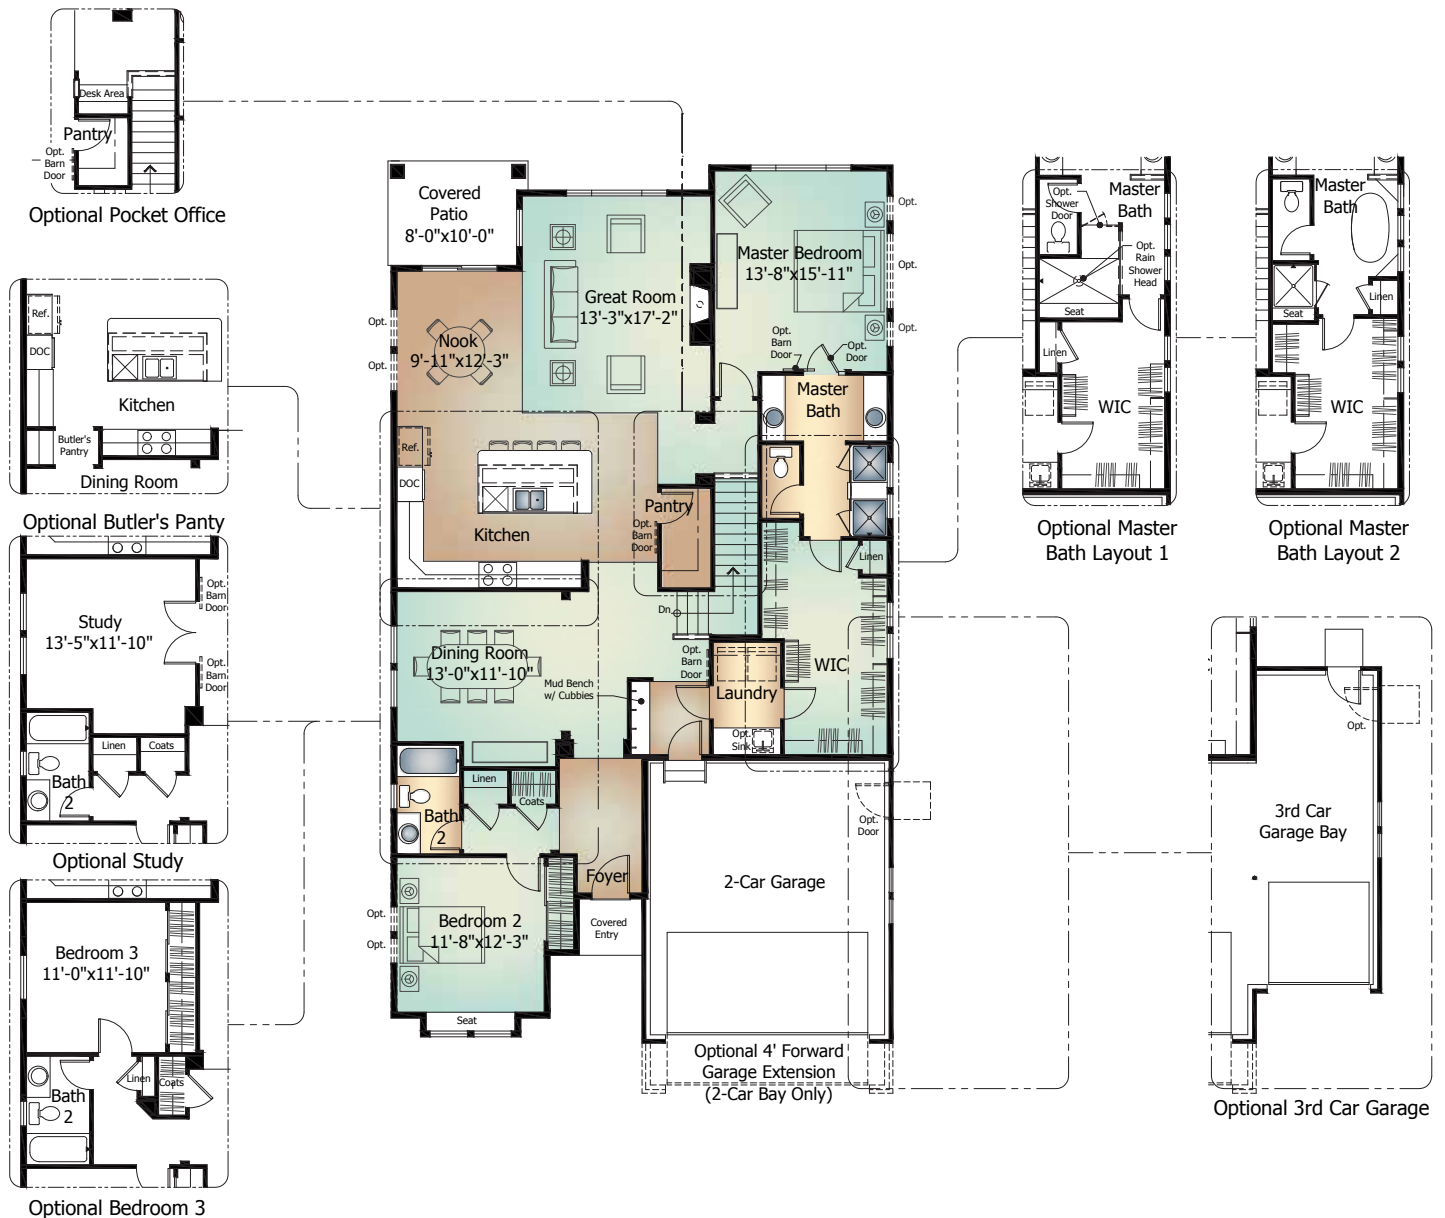 Desk Area
Pantry
Opt.
Barn
Door
Optional Pocket Office
Ref.
DOC
Kitchen
Butler's
Pantry
Dining Room
Optional Butler's Panty
Study
13'-5"x11'-10"
Opt.
Barn
Door
Opt.
Barn
Door
Linen
Coats
Bath
2
Optional Study
Bedroom 3
11'-0"x11'-10"
Linen
Coats
Bath
2
Optional Bedroom 3
Covered
Patio
8'-0"x10'-0"
Great Room
13'-3"x17'-2"
Master Bedroom
13'-8"x15'-11"
Opt.
Opt.
Opt.
Opt.
Opt.
Nook
9'-11"x12'-3"
Opt.
Barn
Door
Opt.
Door
Master
Bath
Ref.
DOC
Kitchen
Pantry
Opt.
Barn
Door
Linen
Dn
Dining Room
13'-0"x11'-10"
Mud Bench
w/ Cubbies
Opt.
Barn
Door
Laundry
WIC
Opt.
Sink
Linen
Coats
Bath
2
Foyer
Opt.
Opt.
Bedroom 2
11'-8"x12'-3"
Covered
Entry
Seat
2-Car Garage
Opt.
Door
Optional 4' Forward
Garage Extension
(2-Car Bay Only)
Master
Bath
Opt.
Shower
Door
Opt.
Rain
Shower
Head
Seat
Linen
WIC
Optional Master
Bath Layout 1
Master
Bath
Seat
Linen
WIC
Optional Master
Bath Layout 2
Opt.
3rd Car
Garage Bay
Optional 3rd Car Garage